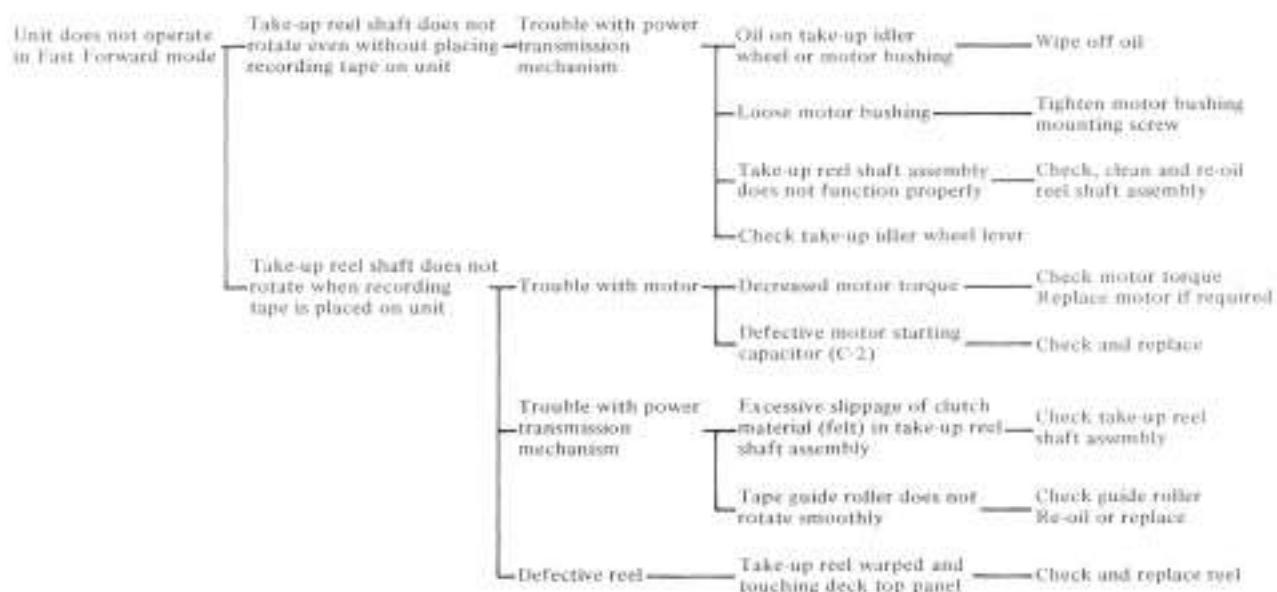 Unit does not operate
in Fast Forward mode
Take-up reel shaft does not
rotate even without placing
recording tape on unit
Trouble with power
transmission
mechanism
Oil on take-up idler
wheel or motor bushing
Wipe off oil
Loose motor bushing
Tighten motor bushing
mounting screw
Take-up reel shaft assembly
does not function properly
Check, clean and re-oil
reel shaft assembly
Check take-up idler wheel lever
Take-up reel shaft does not
rotate when recording
tape is placed on unit
Trouble with motor
Decreased motor torque
Check motor torque
Replace motor if required
Defective motor starting
capacitor (C-2)
Check and replace
Trouble with power
transmission
mechanism
Excessive slippage of clutch
material (felt) in take-up reel
shaft assembly
Check take-up reel
shaft assembly
Tape guide roller does not
rotate smoothly
Check guide roller
Re-oil or replace
Defective reel
Take-up reel warped and
touching deck top panel
Check and replace reel